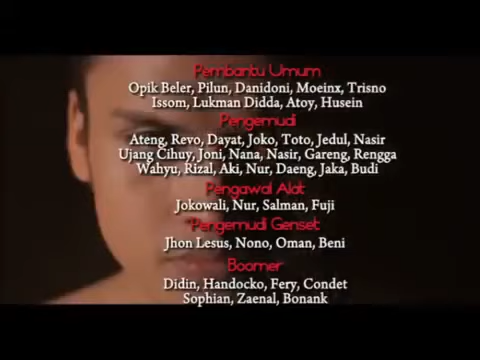 Pembantu Umum
Opik Beler, Pilun, Danidoni, Moeinx, Trisno
Issom, Lukman Didda, Atoy, Husein
Pengemudi
Ateng, Revo, Dayat, Joko, Toto, Jedul, Nasir
Ujang Cihuy, Joni, Nana, Nasir, Gareng, Rengga
Wahyu, Rizal, Aki, Nur, Daeng, Jaka, Budi
Pengawal Alat
Jokowali, Nur, Salman, Fuji
Pengemudi Genset
Jhon Lesus, Nono, Oman, Beni
Boomer
Didin, Handocko, Fery, Condet
Sophian, Zaenal, Bonank